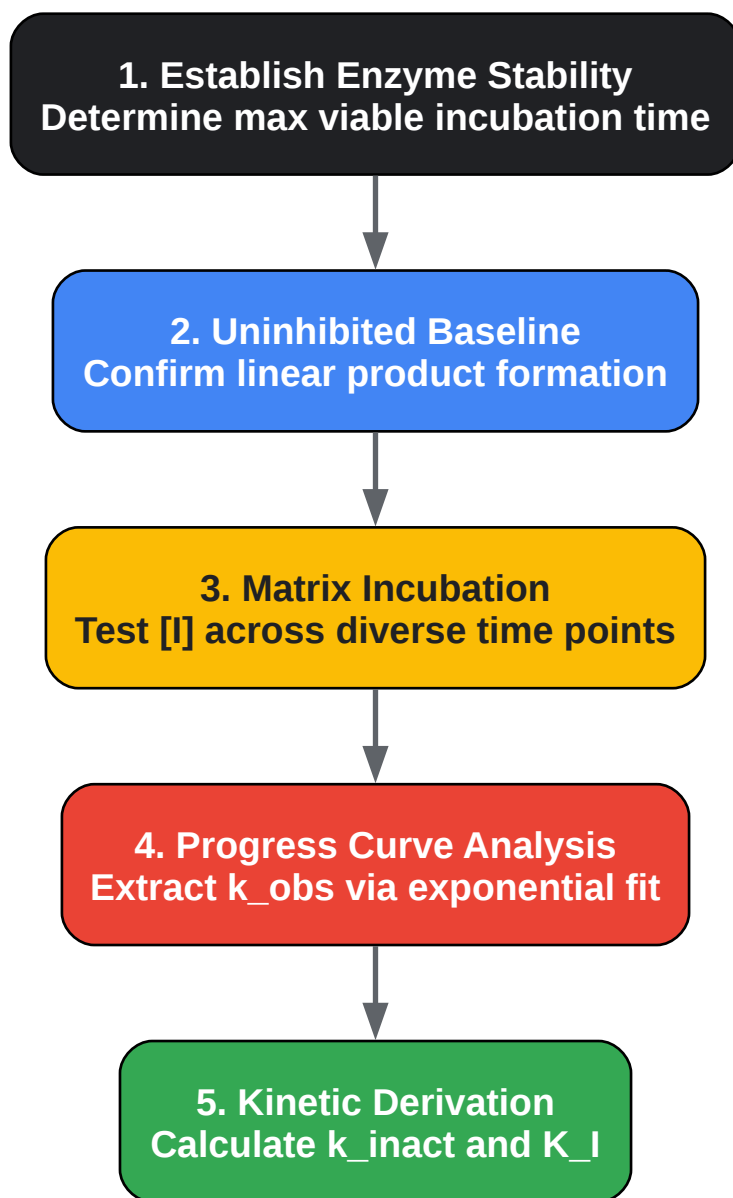 1. Establish Enzyme Stability
Determine max viable incubation time
2. Uninhibited Baseline
Confirm linear product formation
3. Matrix Incubation
Test [I] across diverse time points
4. Progress Curve Analysis
Extract k_obs via exponential fit
5. Kinetic Derivation
Calculate k_inact and K_I